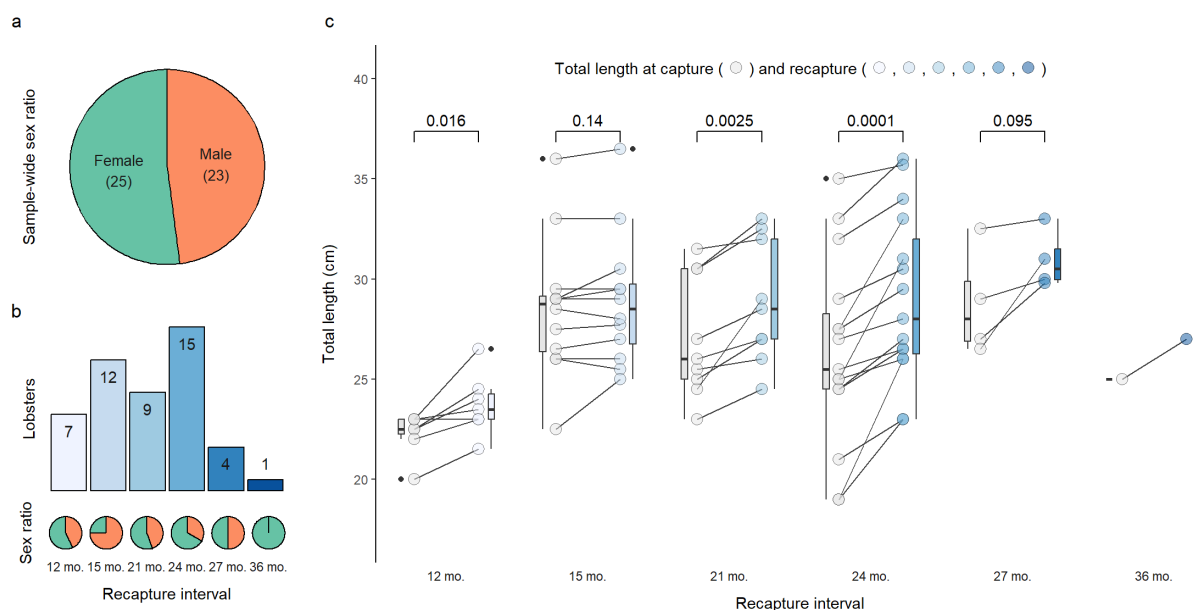 a
Sample-wide sex ratio
Female
(25)
Male
(23)
b
Lobsters
7
12
9
15
4
1
Sex ratio
12 mo.
15 mo.
21 mo.
24 mo.
27 mo.
36 mo.
Recapture interval
c
Total length at capture ( ) and recapture ( , , , , , )
Total length (cm)
40
35
30
25
20
0.016
0.14
0.0025
0.0001
0.095
12 mo.
15 mo.
21 mo.
24 mo.
27 mo.
36 mo.
Recapture interval